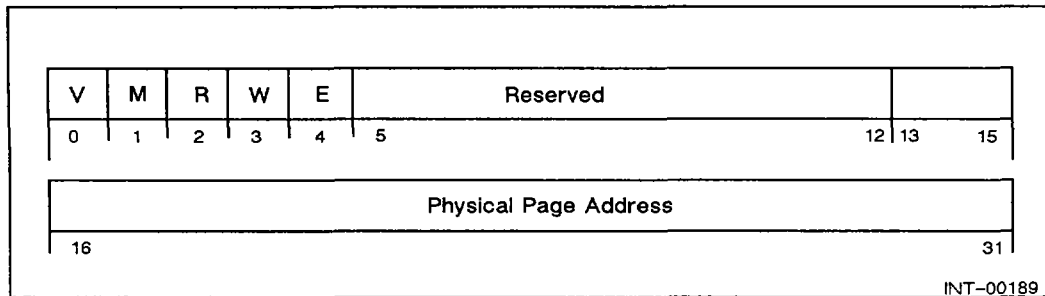 V M R W E Reserved
0 1 2 3 4 5 12 13 15
Physical Page Address
16 31
INT-00189